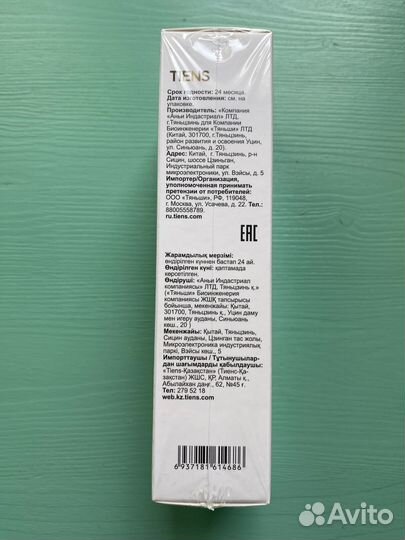 TIENS
Срок годности: 24 месяца.
Дата изготовления: см. на
упаковке.
Производитель: «Компания
«Аньи Индастриал» ЛТД,
г.Тяньцзинь для Компании
Биоинженерии «Тяньши» ЛТД
(Китай, 301700, г.Тяньцзинь,
район развития и освоения Уцин,
ул. Синьюань, д. 20).
Адрес: Китай, г. Тяньцзинь, р-н
Сицин, шоссе Цзиньган,
Индустриальный парк
микроэлектроники, ул. Вэйсы, д. 5
Импортер/Организация,
уполномоченная принимать
претензии от потребителей:
ООО «Тяньши», РФ, 119048,
г. Москва, ул. Усачева, д. 22. Тел.:
88005558789.
ru.tiens.com
EAC
Жарамдылық мерзімі:
өндірілген күннен бастап 24 ай.
Өндірілген күні: қаптамада
көрсетілген.
Өндіруші: «Аньи Индастриал
компаниясы» ЛТД, Тяньцзинь қ.»
(«Тяньши» Биоинженерия
компаниясы ЖШҚ тапсырысы
бойынша, мекенжайы: Қытай,
301700, Тяньцзинь қ., Уцин даму
мен игеру ауданы, Синьюань
көш., 20 )
Мекенжайы: Қытай, Тяньцзинь,
Сицин ауданы, Цзинган тас жолы,
Микроэлектроника индустриялық
паркі, Вэйсы көш., 5
Импорттаушы / Тұтынушылар-
дан шағымдарды қабылдаушы:
«Tiens-Қазақстан» (Тиенс-Қа-
зақстан) ЖШС, ҚР, Алматы қ.,
Абылайхан даңғ., 62, №45 ғ.
Тел: 279 52 18
web.kz.tiens.com
6 937181 614686
Avito